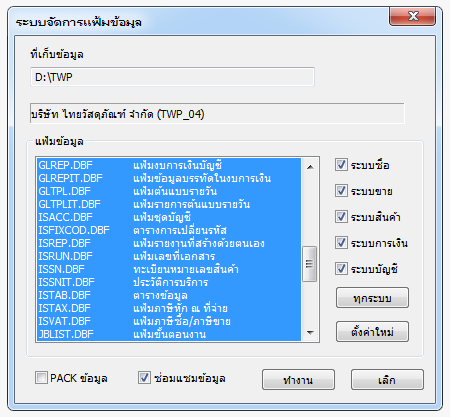 ระบบจัดการแฟ้มข้อมูล
ที่เก็บข้อมูล
D:\TWP
บริษัท ไทยวัสดุภัณฑ์ จำกัด (TWP_04)
แฟ้มข้อมูล
GLREP.DBF แฟ้มงบการเงินบัญชี
GLREPIT.DBF แฟ้มข้อมูลบรรทัดในงบการเงิน
GLTPL.DBF แฟ้มต้นแบบรายวัน
GLTPLIT.DBF แฟ้มรายการต้นแบบรายวัน
ISACC.DBF แฟ้มชุดบัญชี
ISFIXCOD.DBF ตารางการเปลี่ยนรหัส
ISREP.DBF แฟ้มรายงานที่สร้างด้วยตนเอง
ISRUN.DBF แฟ้มเลขที่เอกสาร
ISSN.DBF ทะเบียนหมายเลขสินค้า
ISSNIT.DBF ประวัติการบริการ
ISTAB.DBF ตารางข้อมูล
ISTAX.DBF แฟ้มภาษีหัก ณ ที่จ่าย
ISVAT.DBF แฟ้มภาษีซื้อ/ภาษีขาย
JBLIST.DBF แฟ้มขั้นตอนงาน
ระบบซื้อ
ระบบขาย
ระบบสินค้า
ระบบการเงิน
ระบบบัญชี
ทุกระบบ
ตั้งค่าใหม่
PACK ข้อมูล
ซ่อมแซมข้อมูล
ทำงาน
เลิก